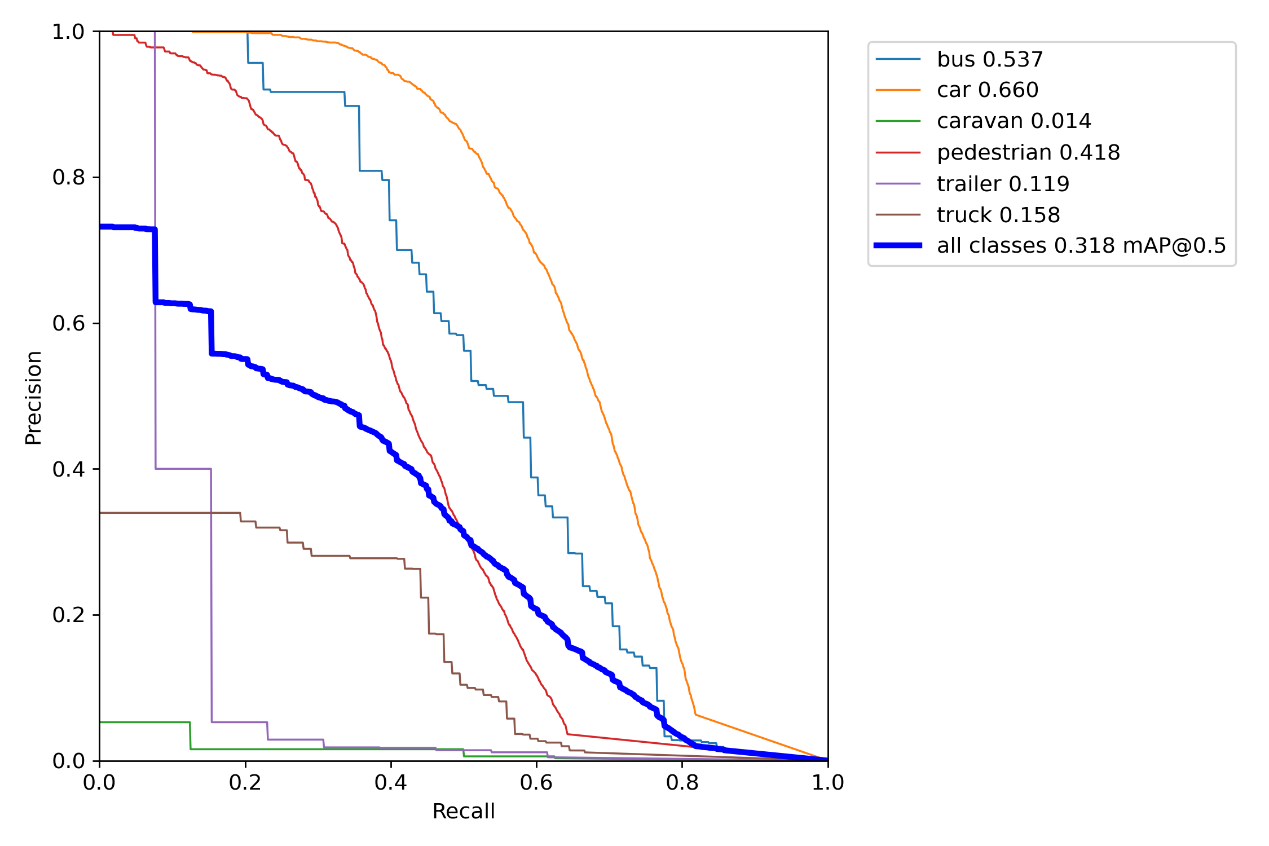 1.0
0.8
0.6
0.4
0.2
0.0
Precision
0.0 0.2 0.4 0.6 0.8 1.0
Recall
bus 0.537
car 0.660
caravan 0.014
pedestrian 0.418
trailer 0.119
truck 0.158
all classes 0.318 mAP@0.5